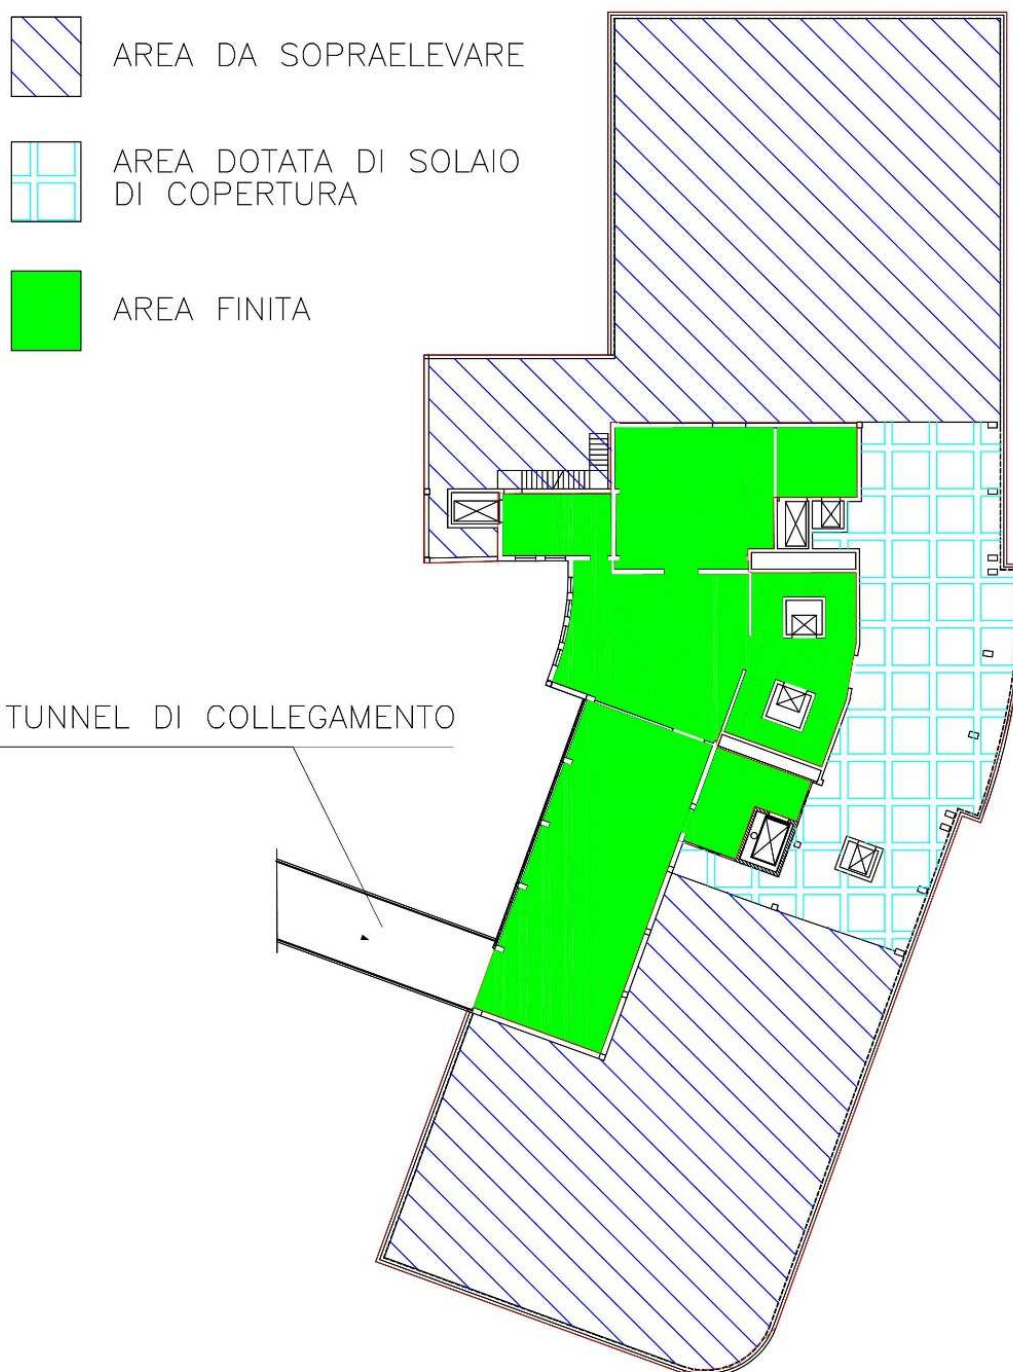 AREA DA SOPRAELEVARE
AREA DOTATA DI SOLAIO
DI COPERTURA
AREA FINITA
TUNNEL DI COLLEGAMENTO